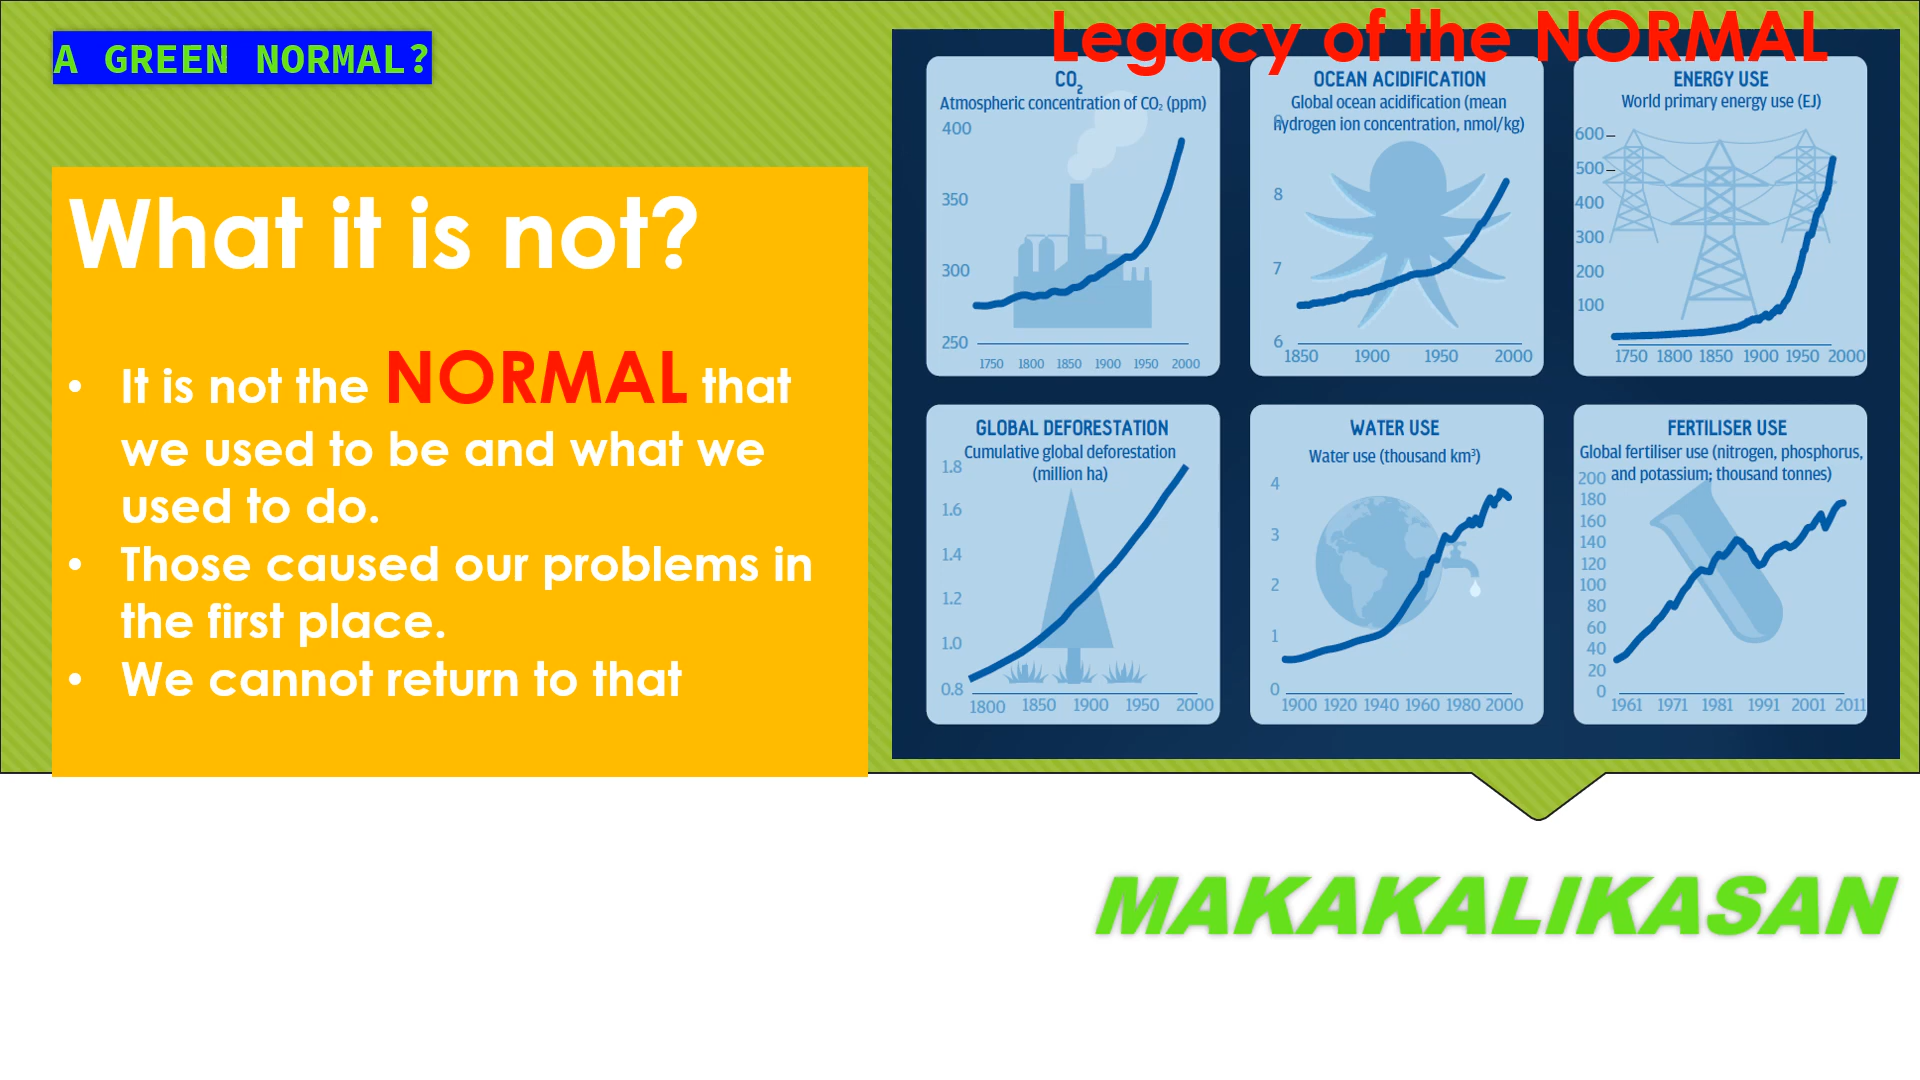 A GREEN NORMAL?
What it is not?
• It is not the NORMAL that
we used to be and what we
used to do.
• Those caused our problems in
the first place.
• We cannot return to that
Legacy of the NORMAL
CO₂
Atmospheric concentration of CO₂ (ppm)
400
350
300
250
1750 1800 1850 1900 1950 2000
OCEAN ACIDIFICATION
Global ocean acidification (mean
hydrogen ion concentration, nmol/kg)
9
8
7
6
1850 1900 1950 2000
ENERGY USE
World primary energy use (EJ)
600
500
400
300
200
100
1750 1800 1850 1900 1950 2000
GLOBAL DEFORESTATION
Cumulative global deforestation
(million ha)
1.8
1.6
1.4
1.2
1.0
0.8
1800 1850 1900 1950 2000
WATER USE
Water use (thousand km³)
4
3
2
1
0
1900 1920 1940 1960 1980 2000
FERTILISER USE
Global fertiliser use (nitrogen, phosphorus,
and potassium; thousand tonnes)
200
180
160
140
120
100
80
60
40
20
0
1961 1971 1981 1991 2001 2011
MAKAKALIKASAN